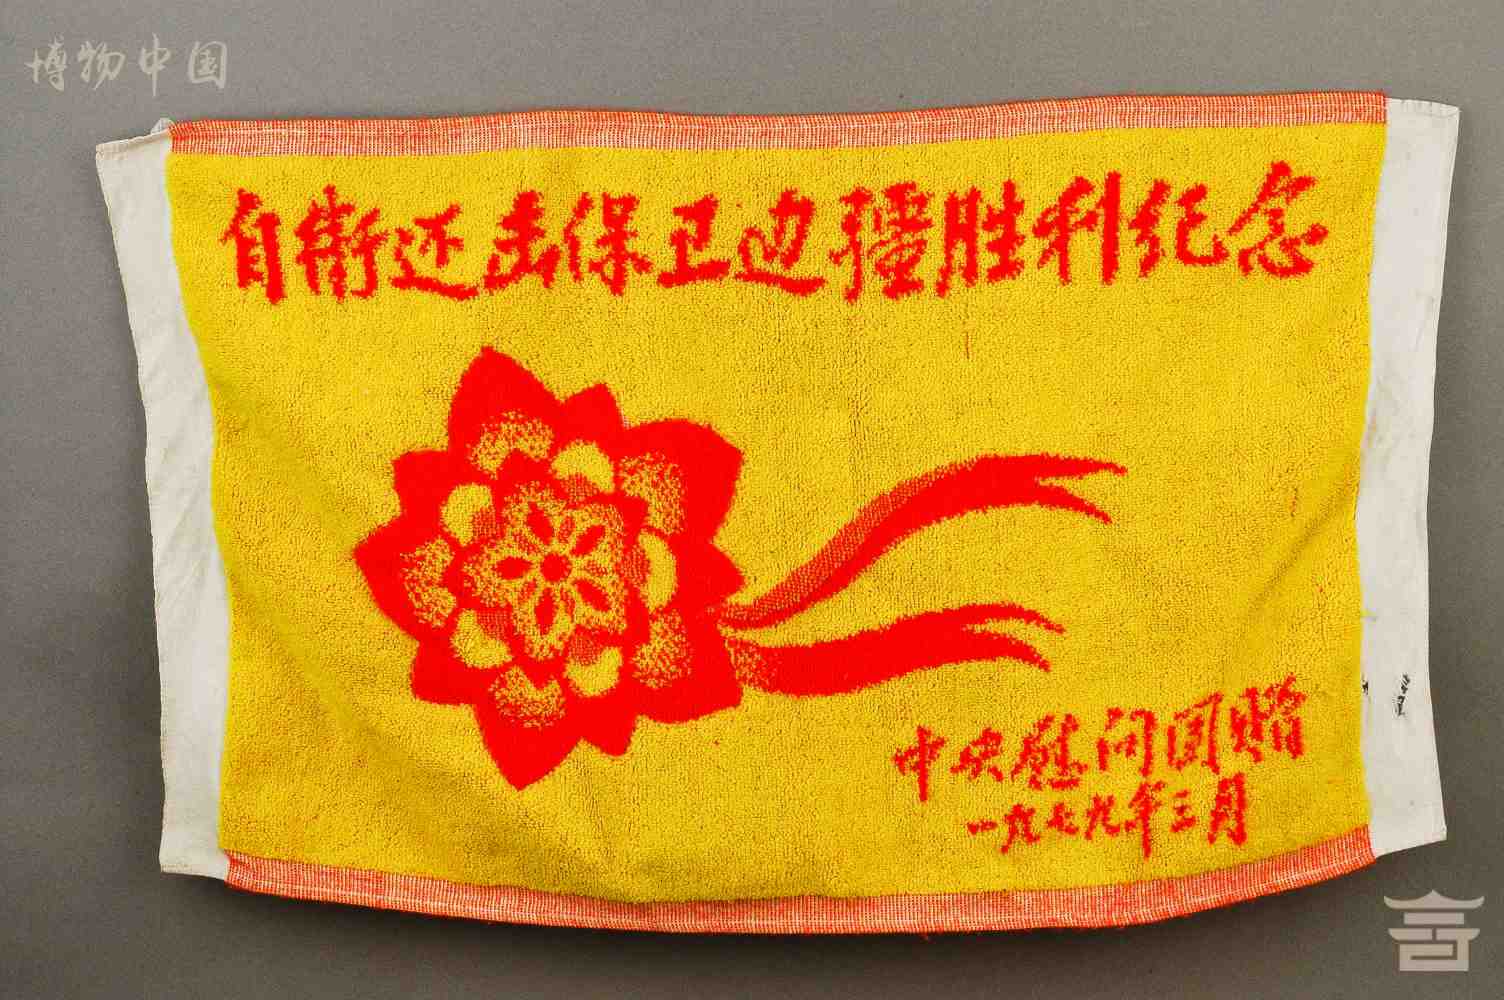 博物中国
自衛还击保卫边疆胜利纪念
中央慰问团赠
一九七九年三月